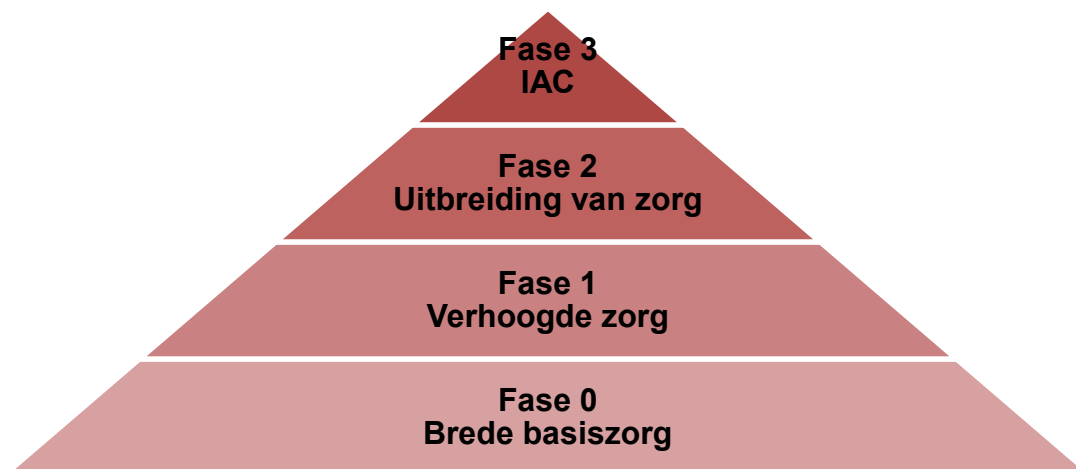 Fase 3
IAC
Fase 2
Uitbreiding van zorg
Fase 1
Verhoogde zorg
Fase 0
Brede basiszorg